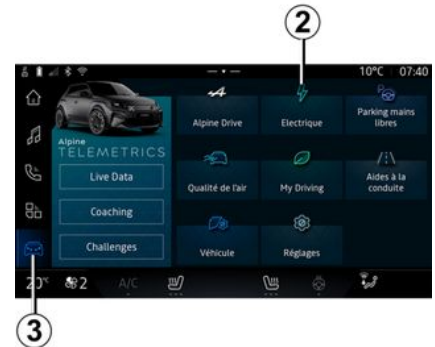 2
10°C 07:40
Alpine
TELEMETRICS
Live Data
Coaching
Challenges
Alpine Drive
Electrique
Parking mains
libres
Qualité de l'air
My Driving
Aides à la
conduite
Véhicule
Réglages
20°C
2
A/C
3